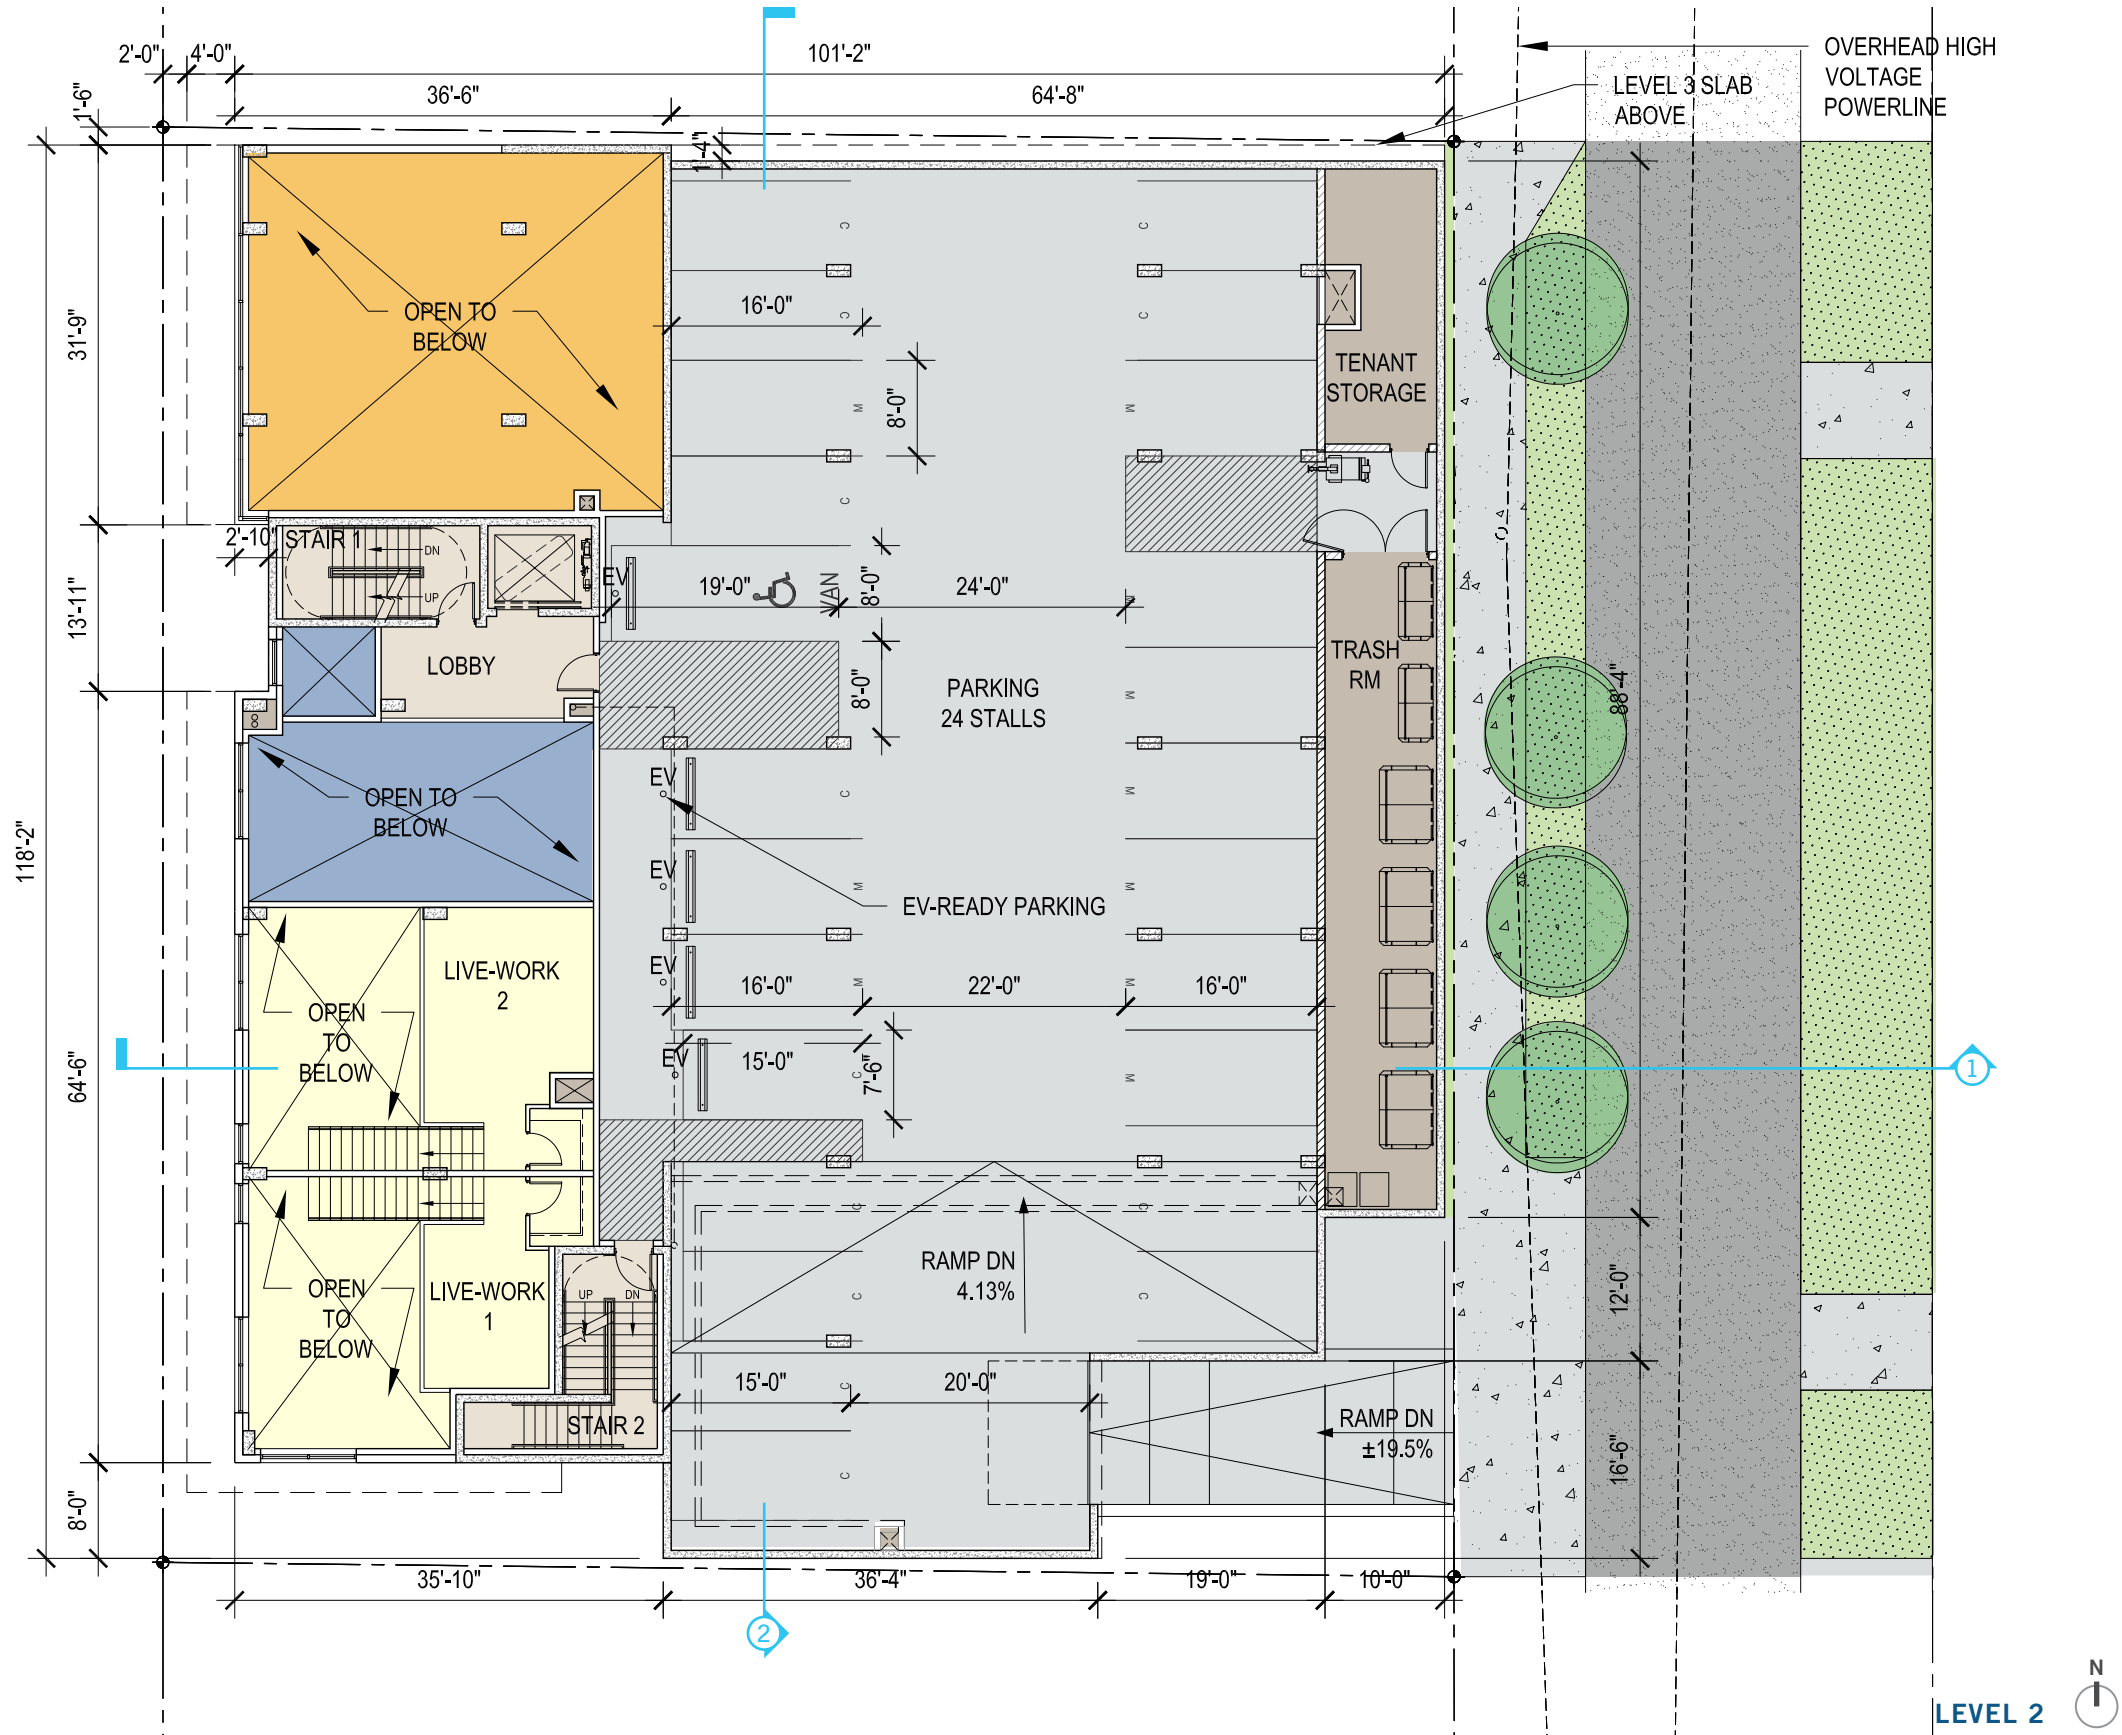 2'-0"
4'-0"
101'-2"
OVERHEAD HIGH
VOLTAGE
POWERLINE
1'-6"
36'-6"
64'-8"
LEVEL 3 SLAB
ABOVE
1'-4"
C
C
OPEN TO
BELOW
16'-0"
C
C
31'-9"
TENANT
STORAGE
8'-0"
M
M
C
2'-10"
STAIR 1
DN
UP
EV
19'-0"
VAN
8'-0"
24'-0"
M
13'-11"
LOBBY
8'-0"
PARKING
24 STALLS
M
TRASH
RM
88'-4"
EV
C
M
OPEN TO
BELOW
118'-2"
EV
M
M
EV-READY PARKING
LIVE-WORK
2
EV
16'-0"
M
22'-0"
M
16'-0"
OPEN
TO
BELOW
64'-6"
EV
15'-0"
C
7'-6"
M
1
C
C
RAMP DN
4.13%
OPEN
TO
BELOW
LIVE-WORK
1
UP
DN
C
C
12'-0"
15'-0"
C
20'-0"
STAIR 2
RAMP DN
±19.5%
C
16'-6"
8'-0"
35'-10"
36'-4"
19'-0"
10'-0"
2
N
LEVEL 2